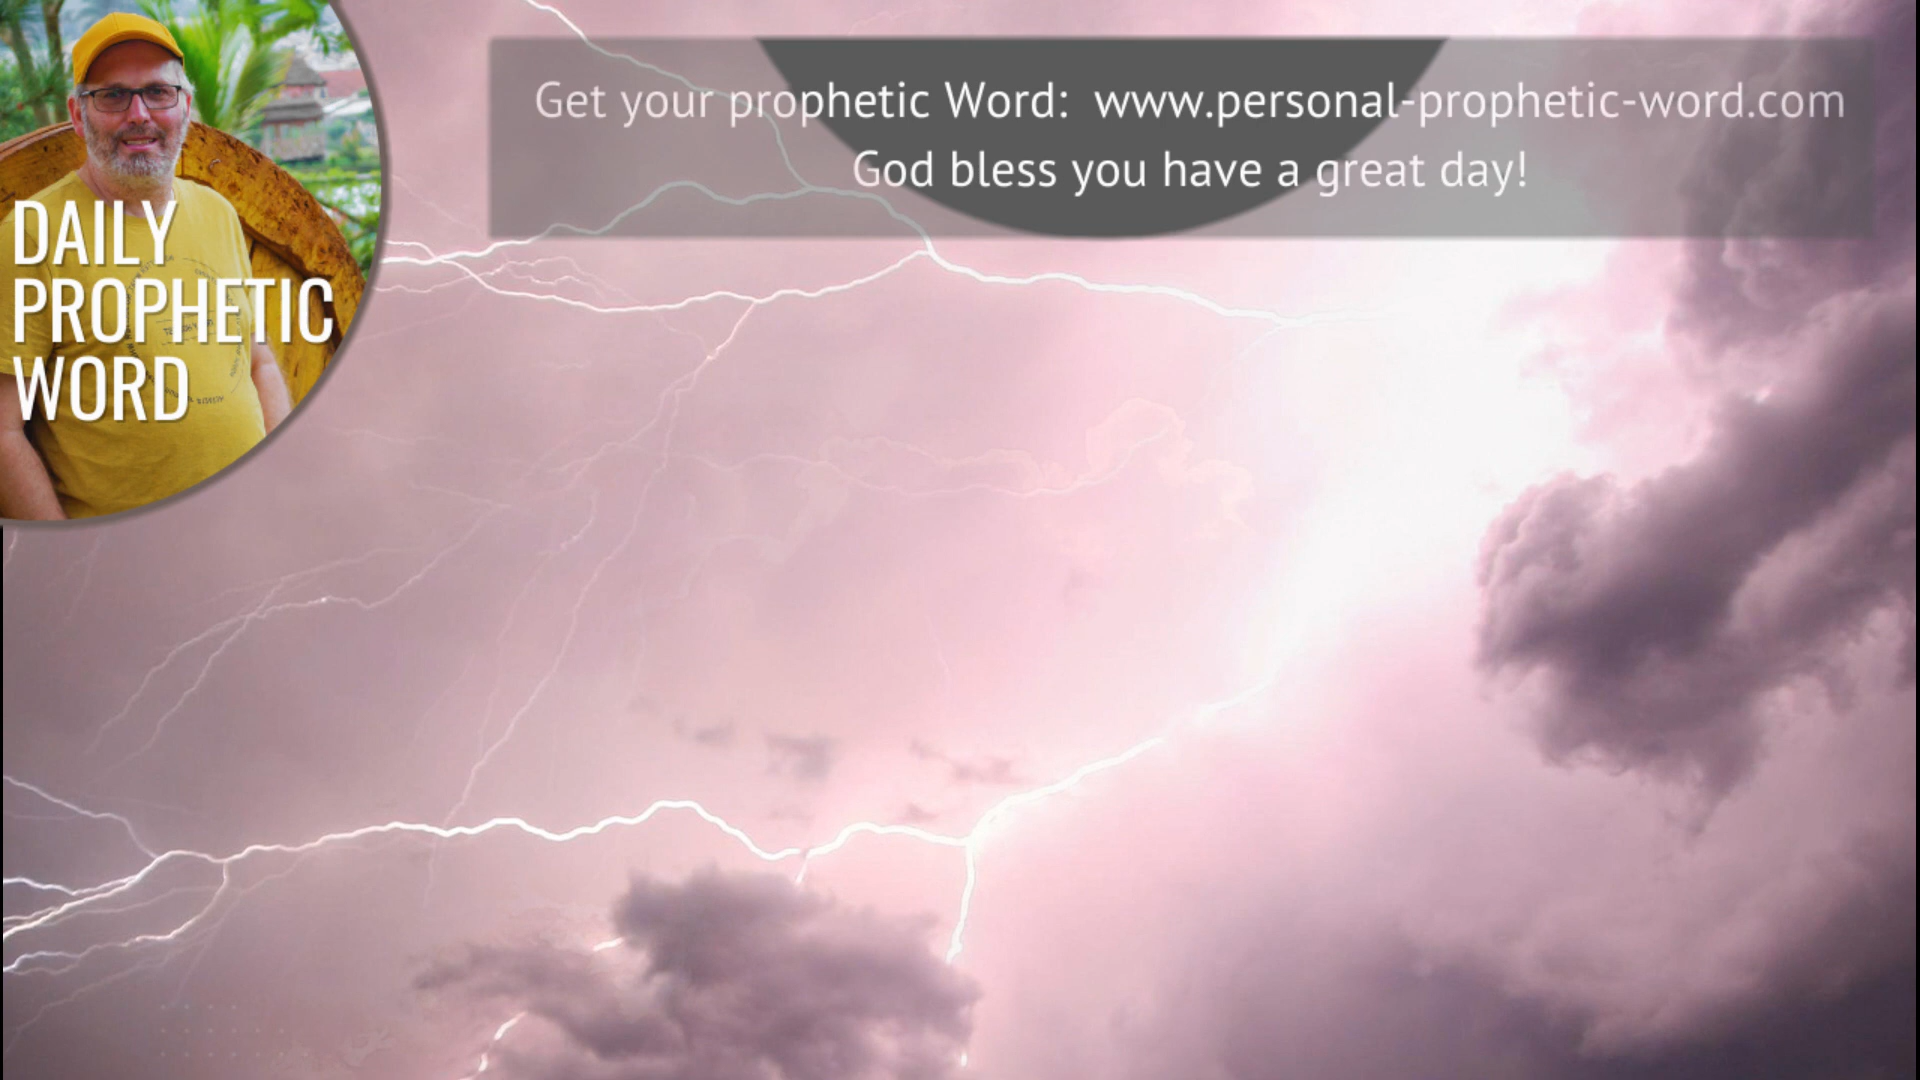 DAILY
PROPHETIC
WORD
Get your prophetic Word:  www.personal-prophetic-word.com
God bless you have a great day!